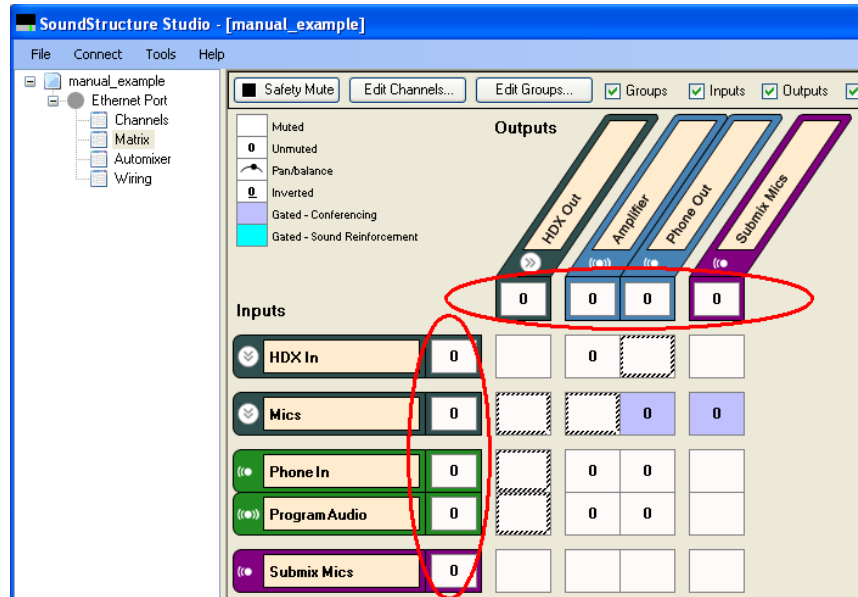 SoundStructure Studio - [manual_example]
File Connect Tools Help
manual_example
Ethernet Port
Channels
Matrix
Automixer
Wiring
Safety Mute Edit Channels... Edit Groups... Groups Inputs Outputs
Muted
0 Unmuted
Pan/balance
0 Inverted
Gated - Conferencing
Gated - Sound Reinforcement
Outputs
HDX Out
Amplifier
Phone Out
Submix Mics
0 0 0 0
Inputs
HDX In 0 0
Mics 0 0 0
Phone In 0 0 0
Program Audio 0 0 0
Submix Mics 0